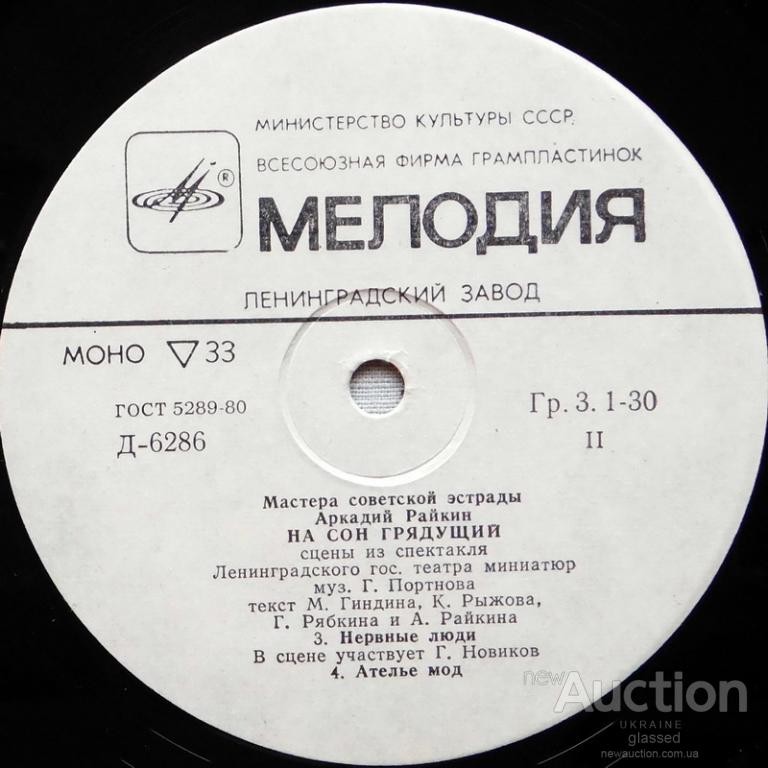 МИНИСТЕРСТВО КУЛЬТУРЫ СССР
ВСЕСОЮЗНАЯ ФИРМА ГРАМПЛАСТИНОК
®
МЕЛОДИЯ
ЛЕНИНГРАДСКИЙ ЗАВОД
МОНО ▽ 33
ГОСТ 5289-80
Гр. 3. 1-30
Д-6286
II
Мастера советской эстрады
Аркадий Райкин
НА СОН ГРЯДУЩИЙ
сцены из спектакля
Ленинградского гос. театра миниатюр
муз. Г. Портнова
текст М. Гиндина, К. Рыжова,
Г. Рябкина и А. Райкина
3. Нервные люди
В сцене участвует Г. Новиков
4. Ателье мод
newAuction
UKRAINE
glassed
newauction.com.ua